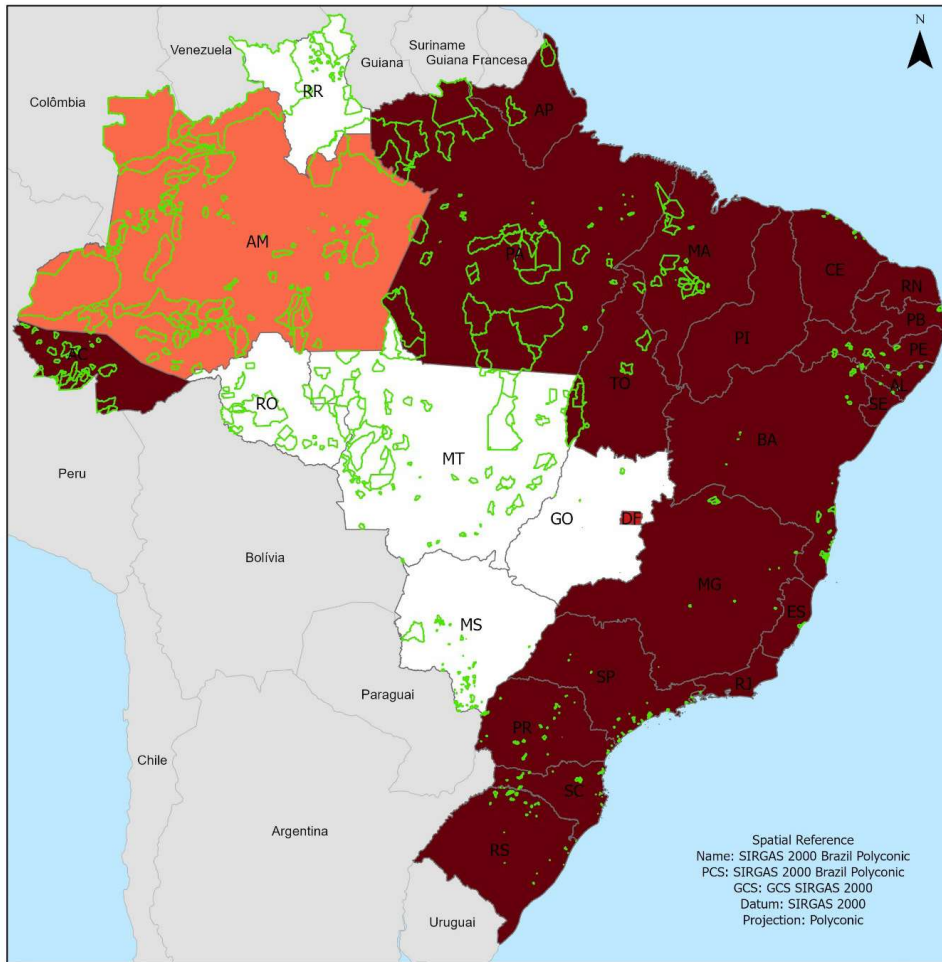 N
Venezuela
Suriname
Guiana
Guiana Francesa
Colômbia
RR
AP
AM
PA
MA
CE
RN
PB
PI
PE
AC
TO
AL
SE
RO
BA
Peru
MT
GO
DF
Bolívia
MG
MS
ES
SP
RJ
Paraguai
PR
Chile
SC
Argentina
RS
Uruguai
Spatial Reference
Name: SIRGAS 2000 Brazil Polyconic
PCS: SIRGAS 2000 Brazil Polyconic
GCS: GCS SIRGAS 2000
Datum: SIRGAS 2000
Projection: Polyconic